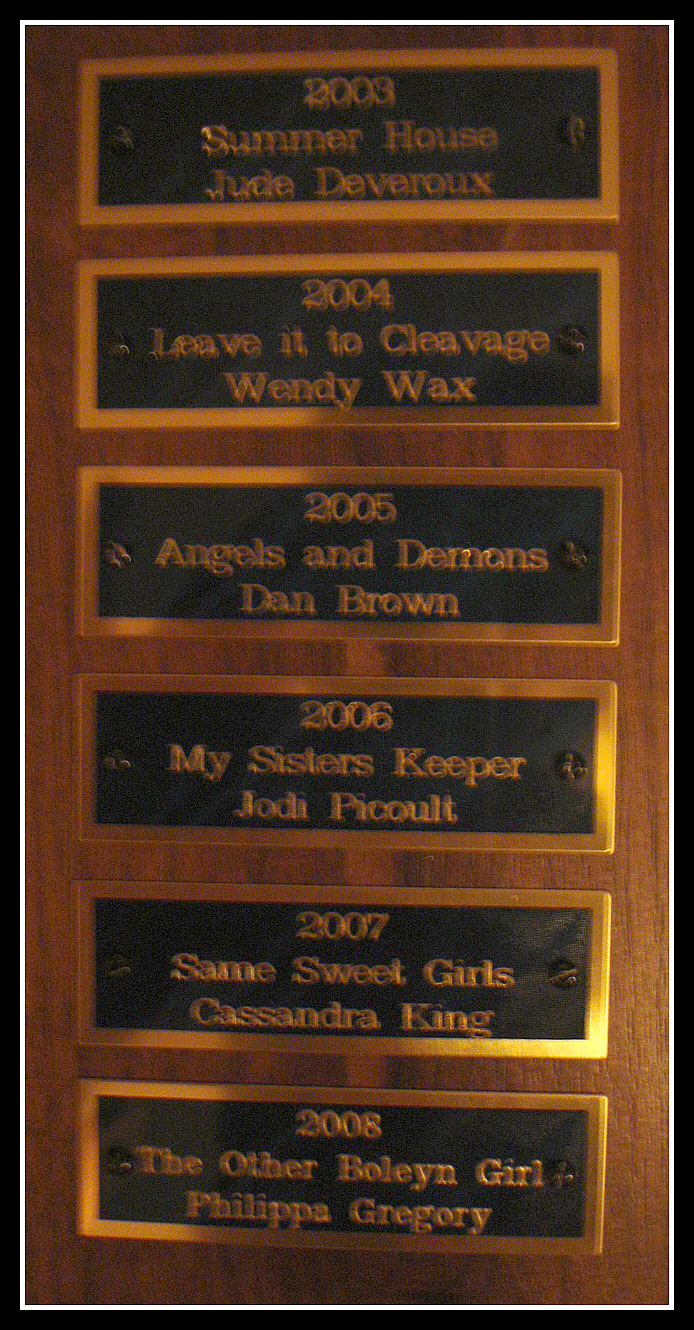 2003
Summer House
Jude Deveroux
2004
Leave it to Cleavage
Wendy Wax
2005
Angels and Demons
Dan Brown
2006
My Sisters Keeper
Jodi Picoult
2007
Same Sweet Girls
Cassandra King
2008
The Other Boleyn Girl
Philippa Gregory